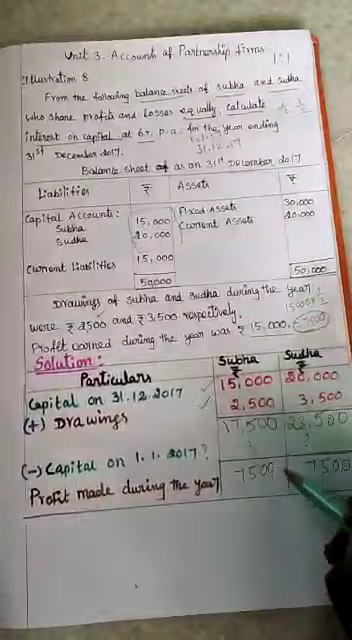 Unit 3. Accounts of Partnership firms
Illustration 8
From the following balance sheets of Subha and Sudha
who share profits and losses equally, calculate
interest on capital at 6% p.a. for the year ending
31st December 2017.
31.12.17
Balance sheet as on 31st December 2017
Liabilities ₹ Assets ₹
Capital Accounts: Fixed Assets 30,000
Subha 15,000 Current Assets 20,000
Sudha 20,000
Current Liabilities 15,000
50,000 50,000
Drawings of Subha and Sudha during the year
were ₹ 2,500 and ₹ 3,500 respectively.
Profit earned during the year was ₹ 15,000.
Solution:
Particulars Subha ₹ Sudha ₹
Capital on 31.12.2017 15,000 20,000
(+) Drawings 2,500 3,500
17,500 23,500
(-) Capital on 1.1.2017? ?
Profit made during the year 7500 7500